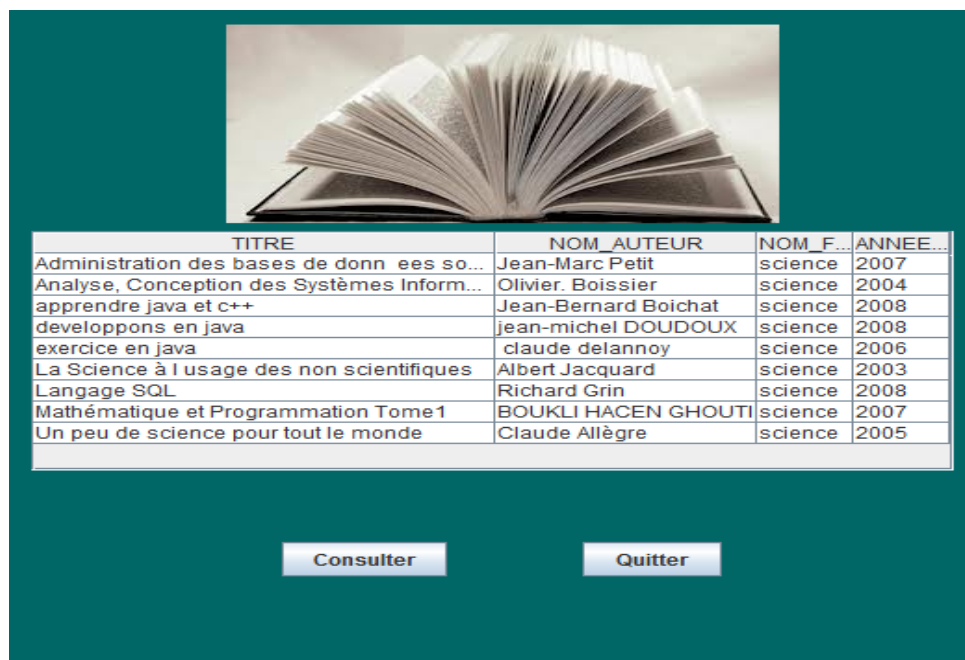 TITRE NOM_AUTEUR NOM_F... ANNEE...
Administration des bases de donn ees so... Jean-Marc Petit science 2007
Analyse, Conception des Systèmes Inform... Olivier. Boissier science 2004
apprendre java et c++ Jean-Bernard Boichat science 2008
developpons en java jean-michel DOUDOUX science 2008
exercice en java claude delannoy science 2006
La Science à l usage des non scientifiques Albert Jacquard science 2003
Langage SQL Richard Grin science 2008
Mathématique et Programmation Tome1 BOUKLI HACEN GHOUTI science 2007
Un peu de science pour tout le monde Claude Allègre science 2005
Consulter Quitter